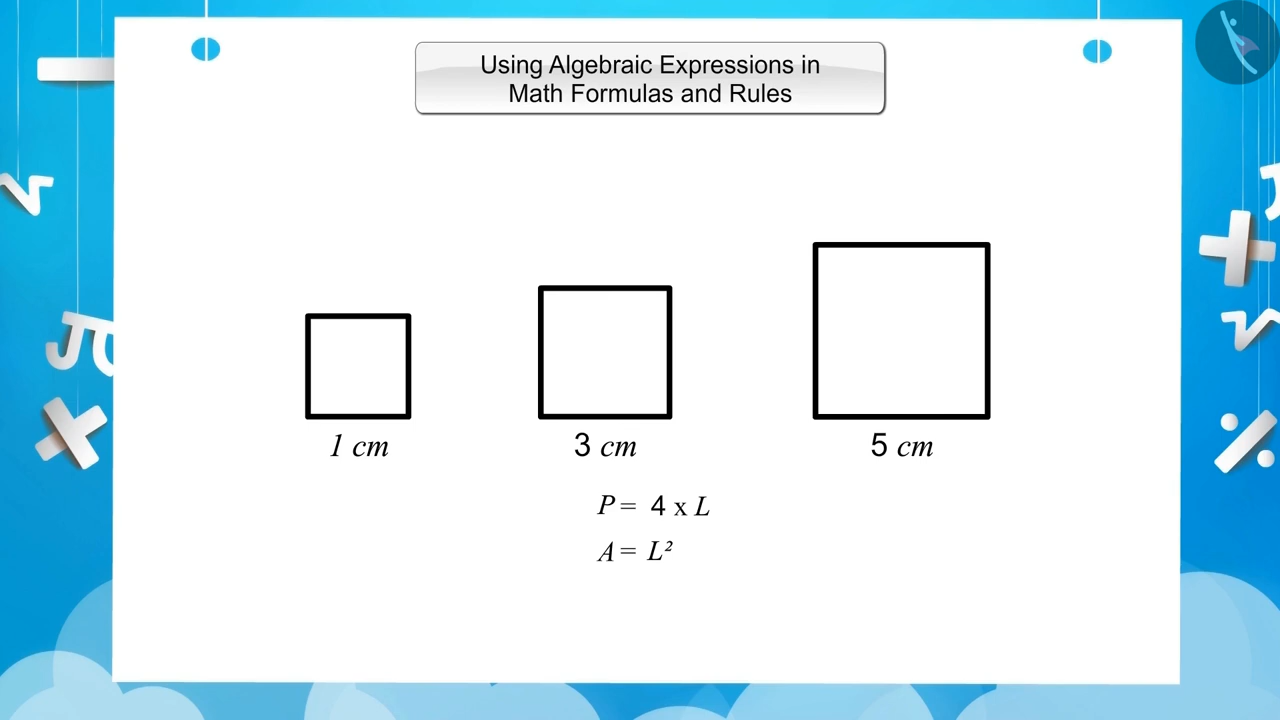 Using Algebraic Expressions in
Math Formulas and Rules
1 cm
3 cm
5 cm
P = 4 x L
A = L²